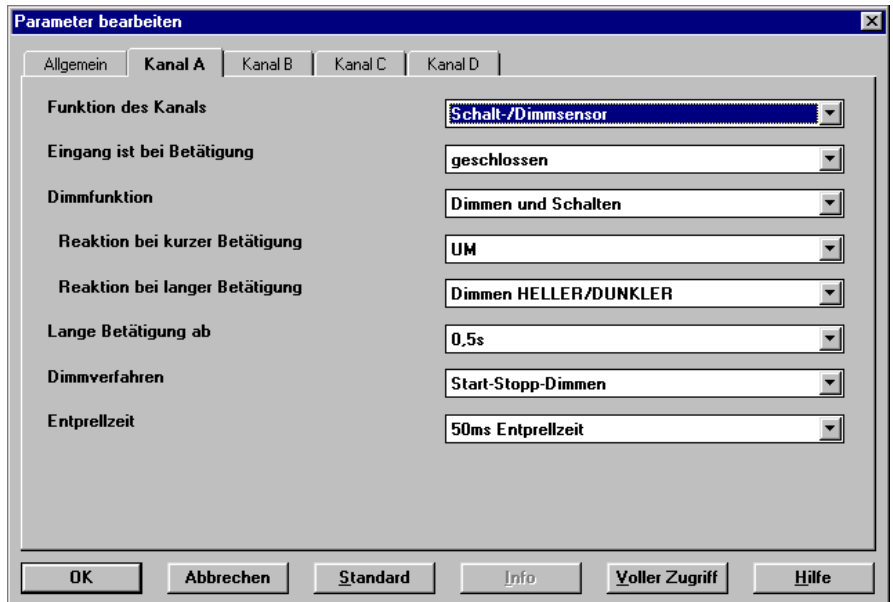 Parameter bearbeiten
Allgemein Kanal A Kanal B Kanal C Kanal D
Funktion des Kanals Schalt-/Dimmsensor
Eingang ist bei Betätigung geschlossen
Dimmfunktion Dimmen und Schalten
Reaktion bei kurzer Betätigung UM
Reaktion bei langer Betätigung Dimmen HELLER/DUNKLER
Lange Betätigung ab 0,5s
Dimmverfahren Start-Stopp-Dimmen
Entprellzeit 50ms Entprellzeit
OK Abbrechen Standard Info Voller Zugriff Hilfe